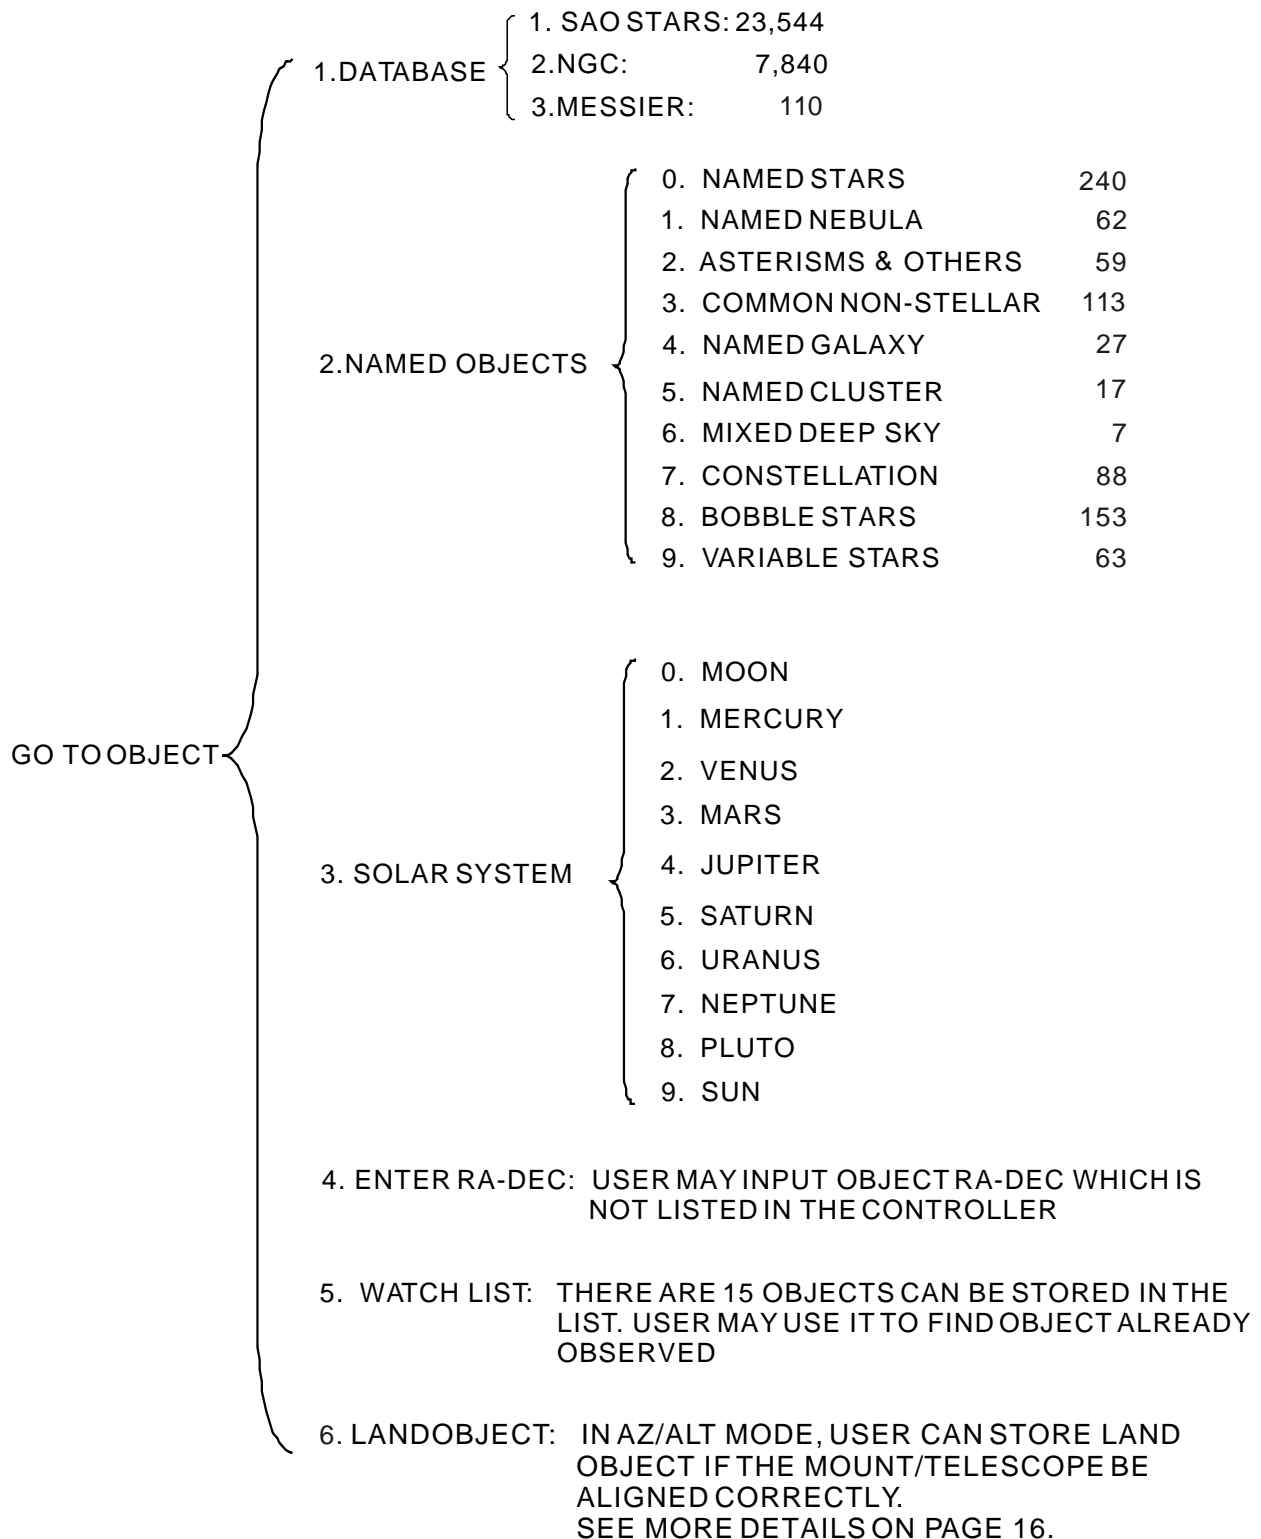 1. SAO STARS: 23,544
1.DATABASE
2.NGC: 7,840
3.MESSIER: 110
0. NAMED STARS 240
1. NAMED NEBULA 62
2. ASTERISMS & OTHERS 59
3. COMMON NON-STELLAR 113
4. NAMED GALAXY 27
2.NAMED OBJECTS
5. NAMED CLUSTER 17
6. MIXED DEEP SKY 7
7. CONSTELLATION 88
8. BOBBLE STARS 153
9. VARIABLE STARS 63
0. MOON
1. MERCURY
GO TO OBJECT
2. VENUS
3. MARS
4. JUPITER
3. SOLAR SYSTEM
5. SATURN
6. URANUS
7. NEPTUNE
8. PLUTO
9. SUN
4. ENTER RA-DEC: USER MAY INPUT OBJECT RA-DEC WHICH IS
NOT LISTED IN THE CONTROLLER
5. WATCH LIST: THERE ARE 15 OBJECTS CAN BE STORED IN THE
LIST. USER MAY USE IT TO FIND OBJECT ALREADY
OBSERVED
6. LANDOBJECT: IN AZ/ALT MODE, USER CAN STORE LAND
OBJECT IF THE MOUNT/TELESCOPE BE
ALIGNED CORRECTLY.
SEE MORE DETAILS ON PAGE 16.